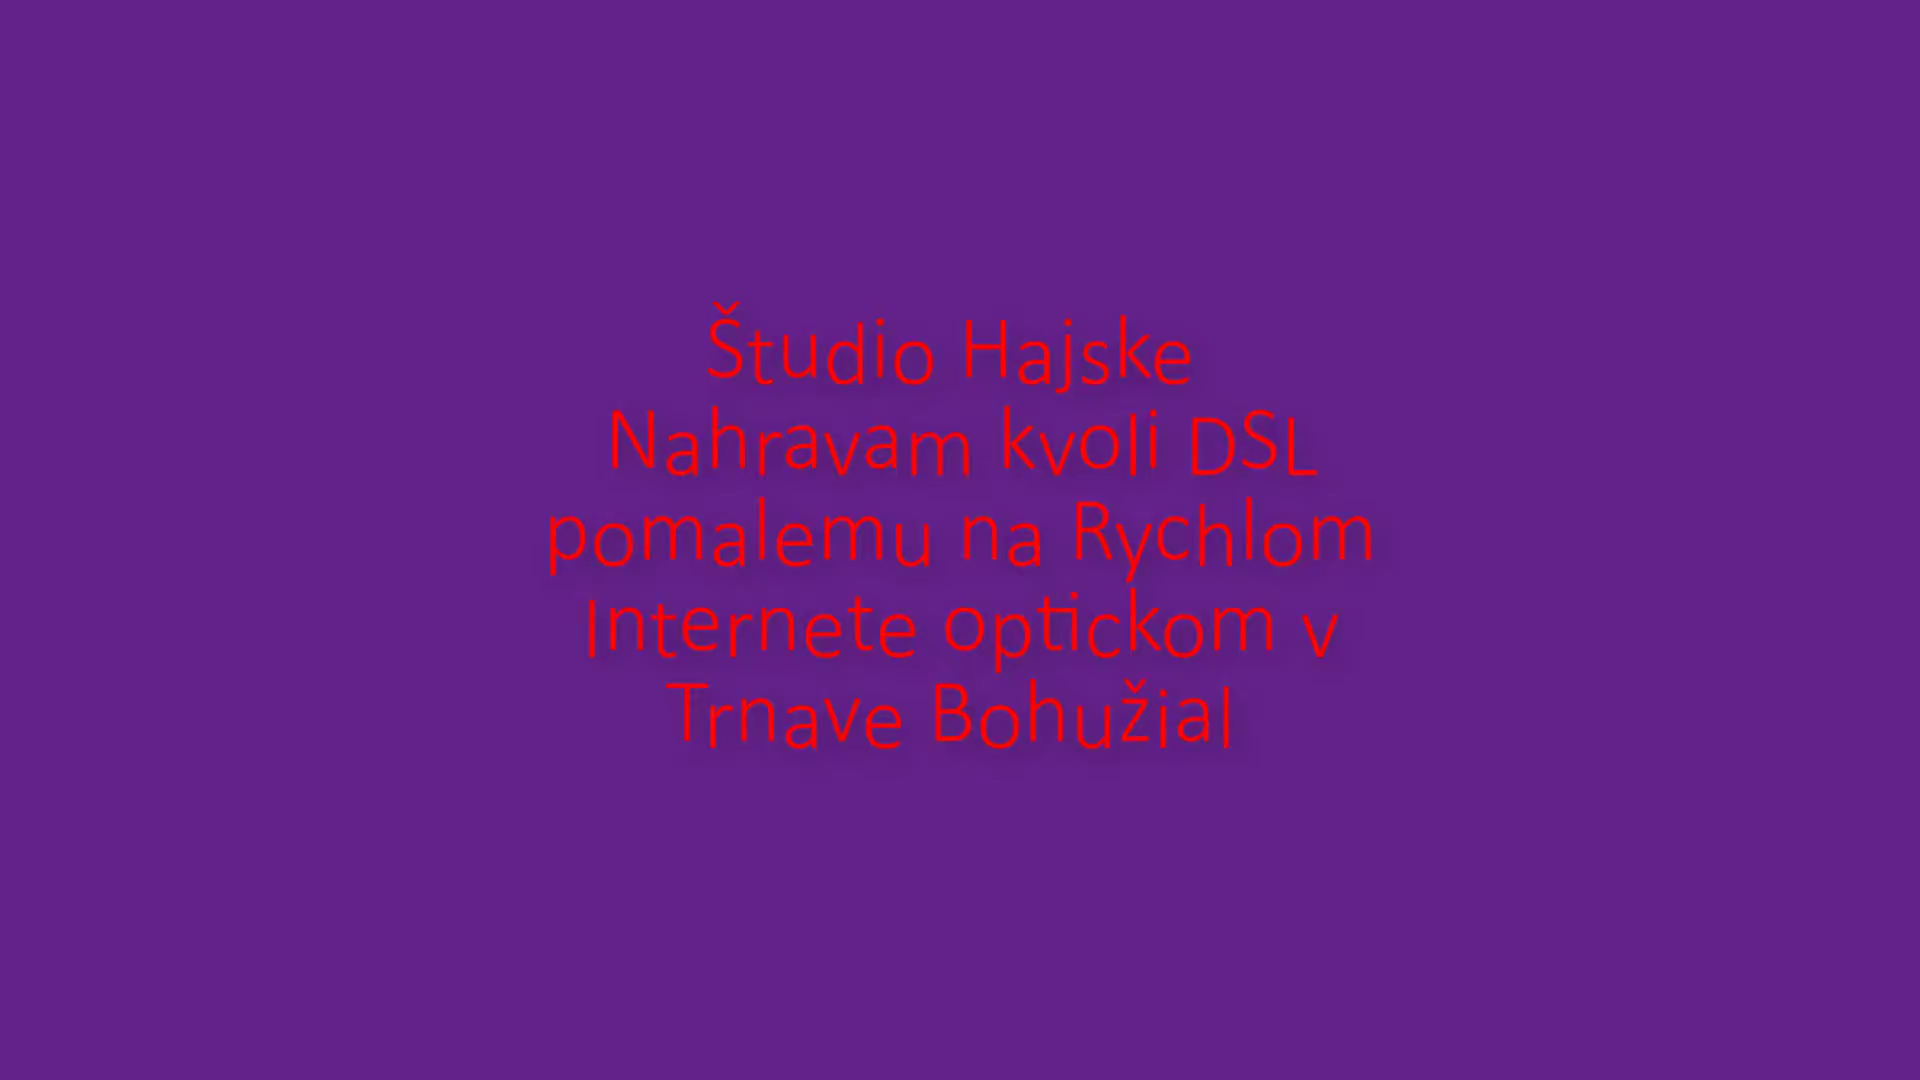 Študio Hajske
Nahravam kvoli DSL
pomalemu na Rychlom
Internete optickom v
Trnave Bohužial